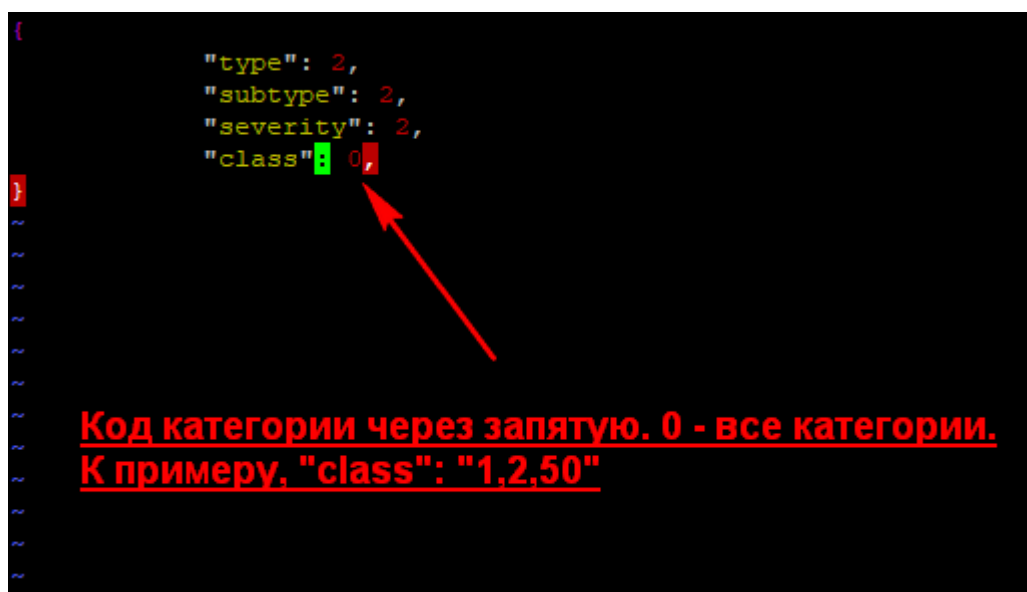 {
"type": 2,
"subtype": 2,
"severity": 2,
"class": 0,
}
~
~
~
~
~
~
~
~
~
~
~
~
Код категории через запятую. 0 - все категории.
К примеру, "class": "1,2,50"